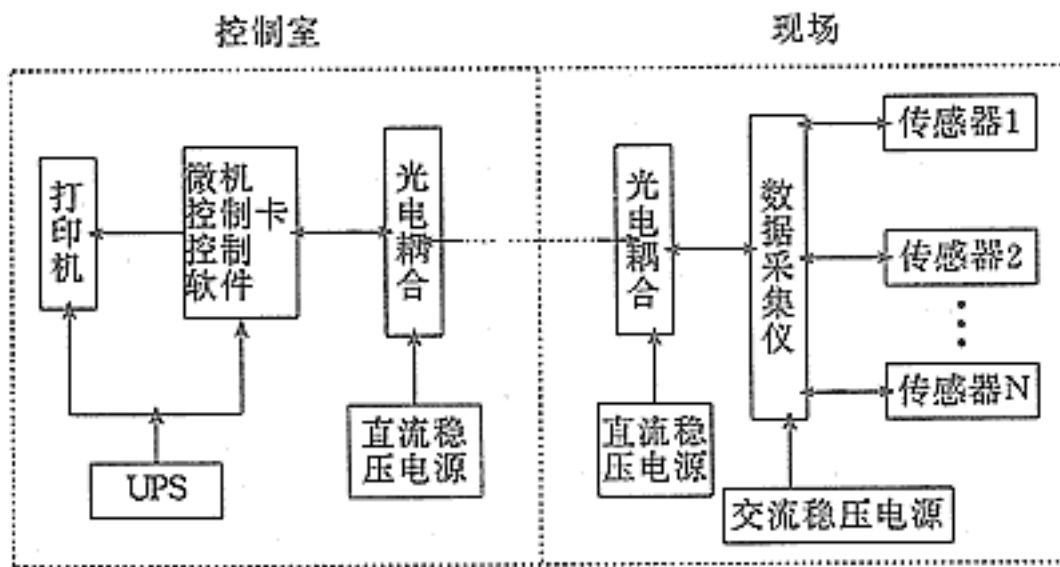 控制室
现场
打
印
机
微机
控制卡
控制
软件
光
电
耦
合
直流稳
压电源
UPS
光
电
耦
合
直流稳
压电源
数
据
采
集
仪
交流稳压电源
传感器1
传感器2
传感器N